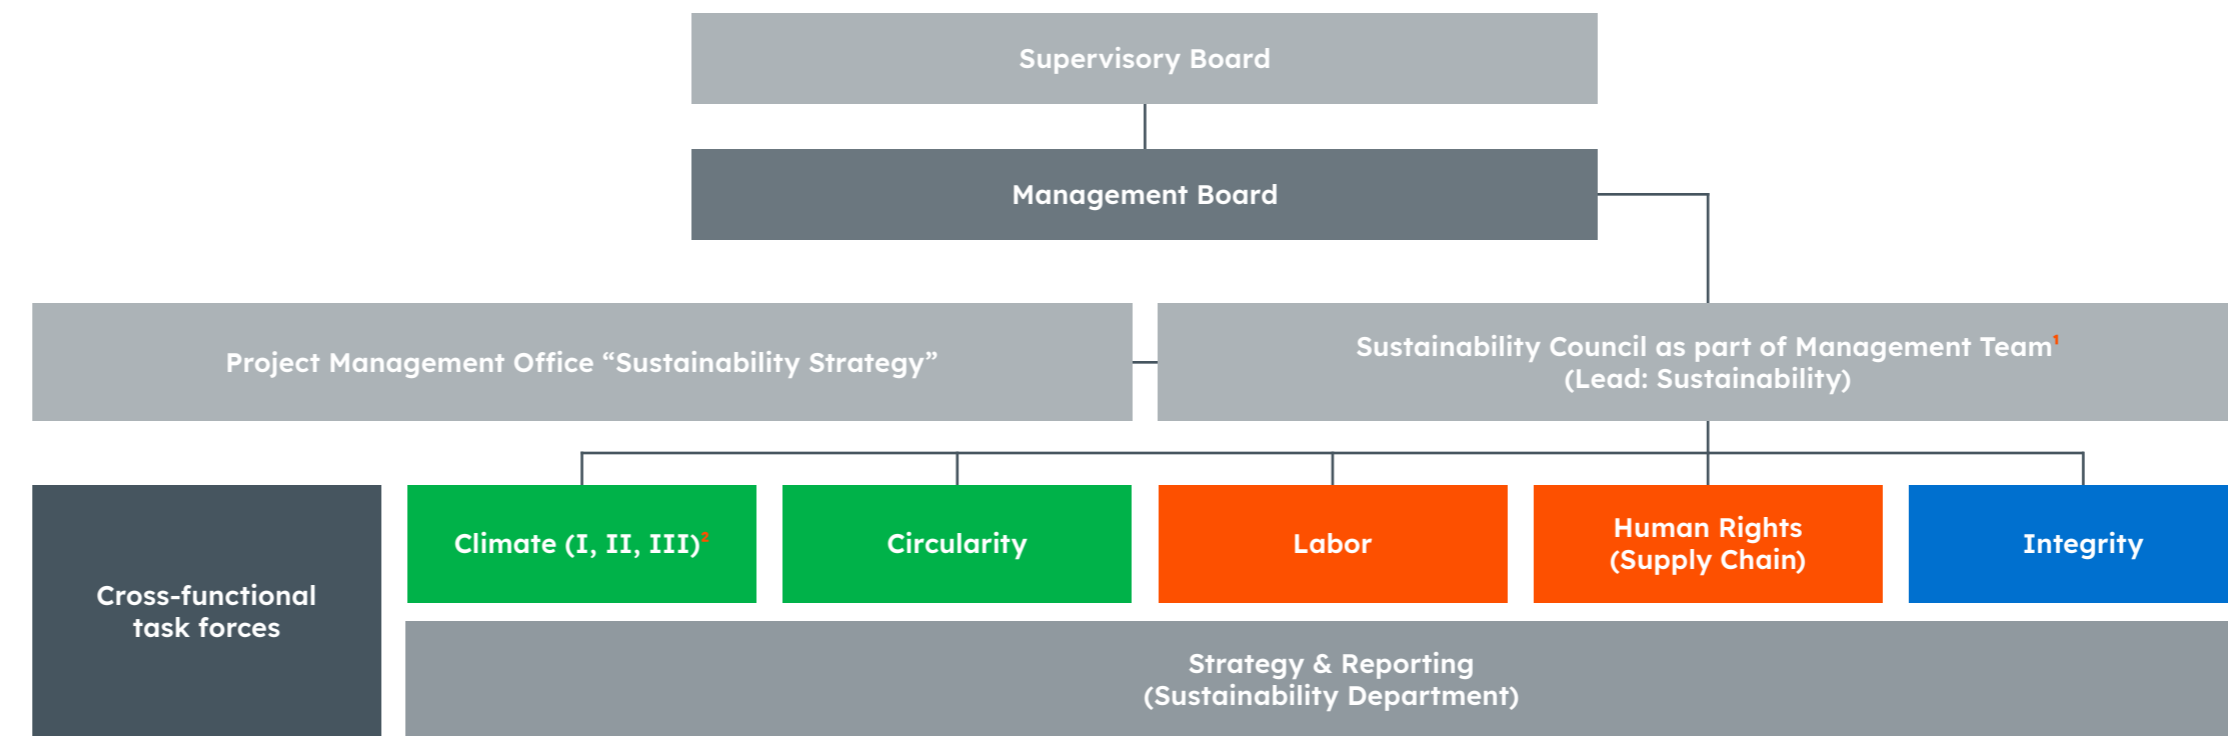 Supervisory Board
Management Board
Project Management Office “Sustainability Strategy”
Sustainability Council as part of Management Team¹
(Lead: Sustainability)
Climate (I, II, III)²
Circularity
Labor
Human Rights
(Supply Chain)
Integrity
Cross-functional
task forces
Strategy & Reporting
(Sustainability Department)